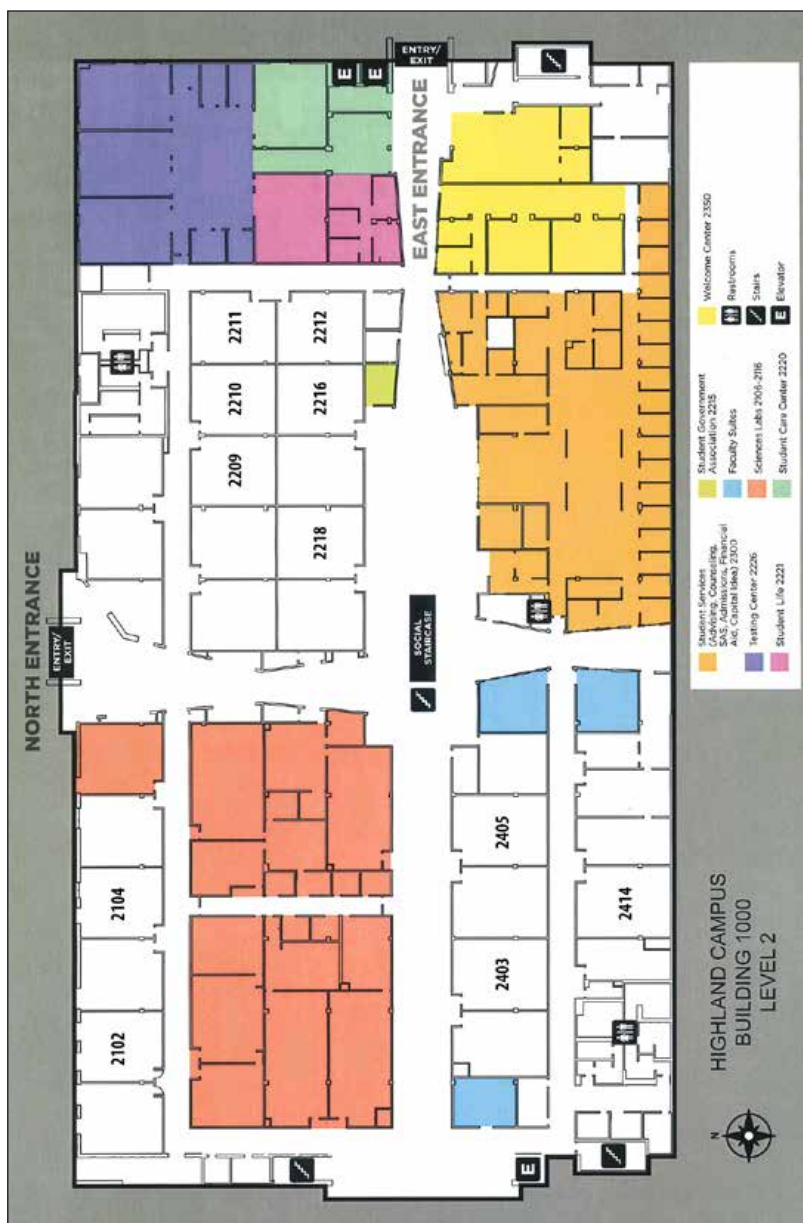 NORTH ENTRANCE
ENTRY/
EXIT
2102
2104
2209
2210
2211
2218
2216
2212
E
E
ENTRY/
EXIT
EAST ENTRANCE
SOCIAL
STAIRCASE
2403
2405
2414
E
HIGHLAND CAMPUS
BUILDING 1000
LEVEL 2
N
Student Services
(Advising, Counseling,
SAS, Admissions, Financial
Aid, Capital Idea) 2300
Testing Center 2226
Student Life 2221
Student Government
Association 2215
Faculty Suites
Sciences Labs 2106-2116
Student Care Center 2220
Welcome Center 2350
Restrooms
Stairs
E Elevator